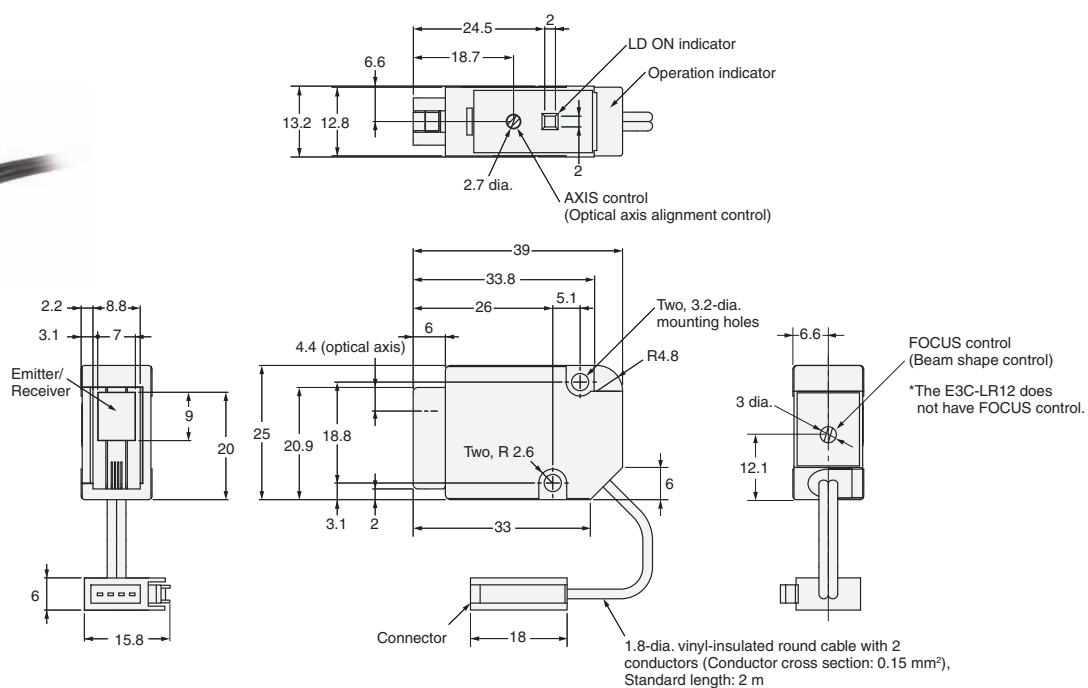 24.5
2
LD ON indicator
18.7
6.6
Operation indicator
13.2
12.8
2
2.7 dia.
AXIS control
(Optical axis alignment control)
39
33.8
26
5.1
Two, 3.2-dia.
mounting holes
6
4.4 (optical axis)
R4.8
25
20.9
18.8
Two, R 2.6
6
3.1
2
33
2.2
8.8
3.1
7
Emitter/
Receiver
9
20
6
15.8
Connector
18
1.8-dia. vinyl-insulated round cable with 2
conductors (Conductor cross section: 0.15 mm²),
Standard length: 2 m
6.6
FOCUS control
(Beam shape control)
*The E3C-LR12 does
not have FOCUS control.
3 dia.
12.1